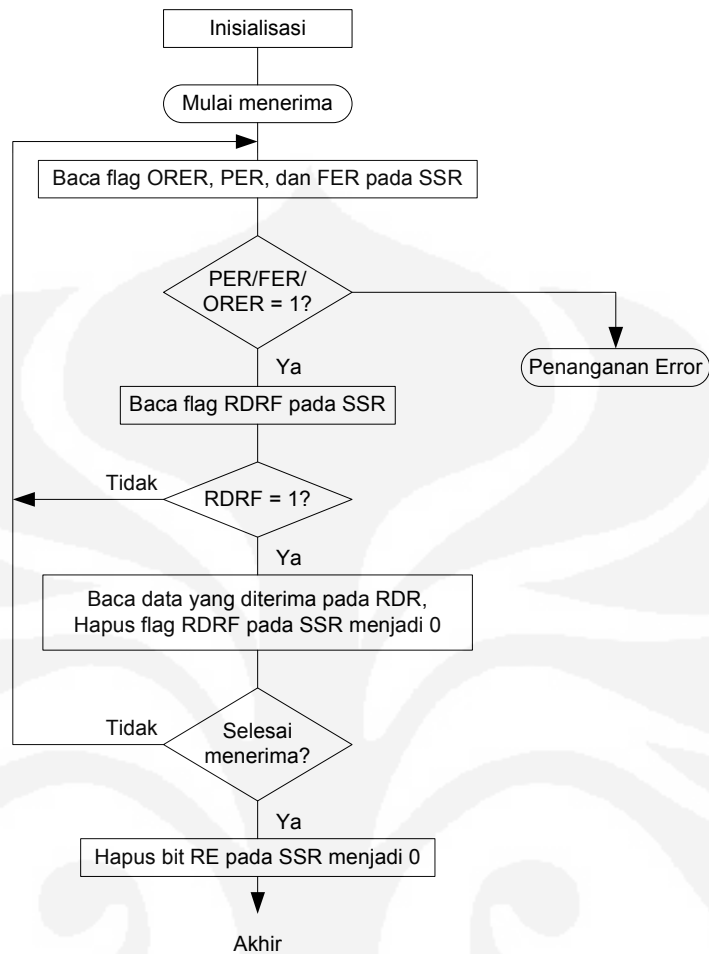 Inisialisasi
Mulai menerima
Baca flag ORER, PER, dan FER pada SSR
PER/FER/
ORER = 1?
Penanganan Error
Ya
Baca flag RDRF pada SSR
Tidak
RDRF = 1?
Ya
Baca data yang diterima pada RDR,
Hapus flag RDRF pada SSR menjadi 0
Tidak
Selesai
menerima?
Ya
Hapus bit RE pada SSR menjadi 0
Akhir